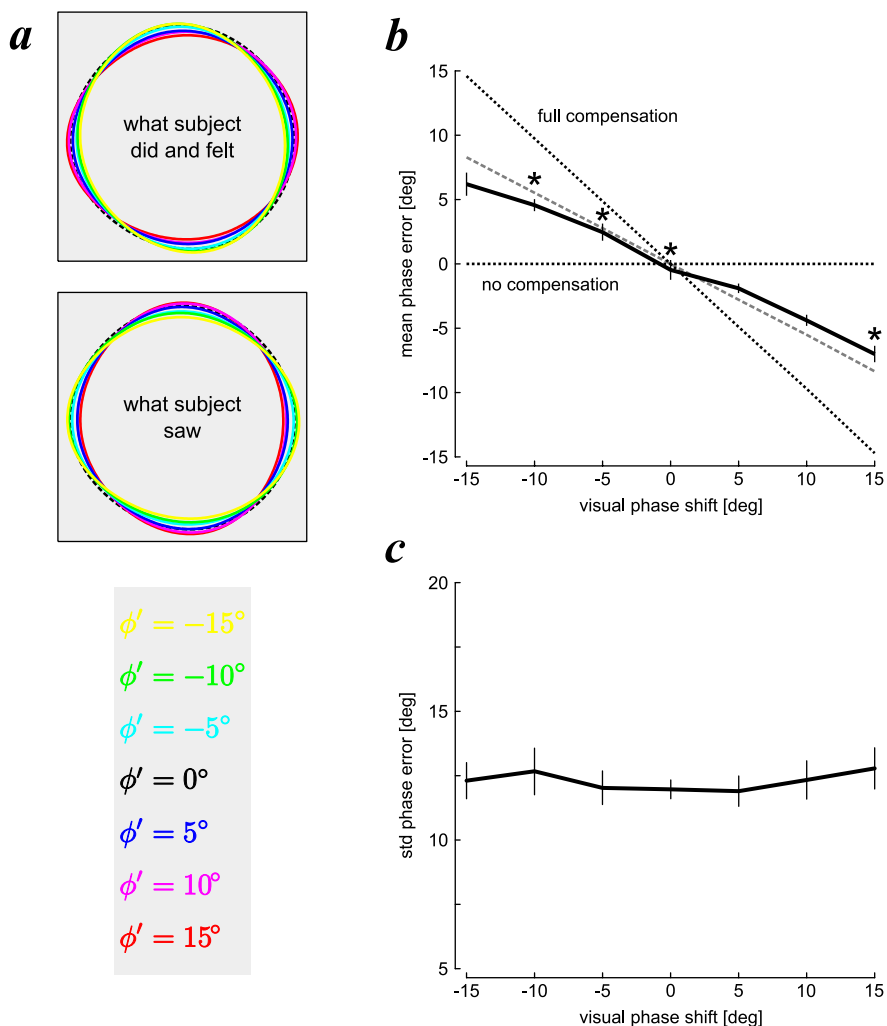 a
what subject
did and felt
what subject
saw
ϕ′ = −15°
ϕ′ = −10°
ϕ′ = −5°
ϕ′ = 0°
ϕ′ = 5°
ϕ′ = 10°
ϕ′ = 15°
b
15
10
5
0
-5
-10
-15
mean phase error [deg]
full compensation
no compensation
*
*
*
*
-15 -10 -5 0 5 10 15
visual phase shift [deg]
c
20
15
10
5
std phase error [deg]
-15 -10 -5 0 5 10 15
visual phase shift [deg]